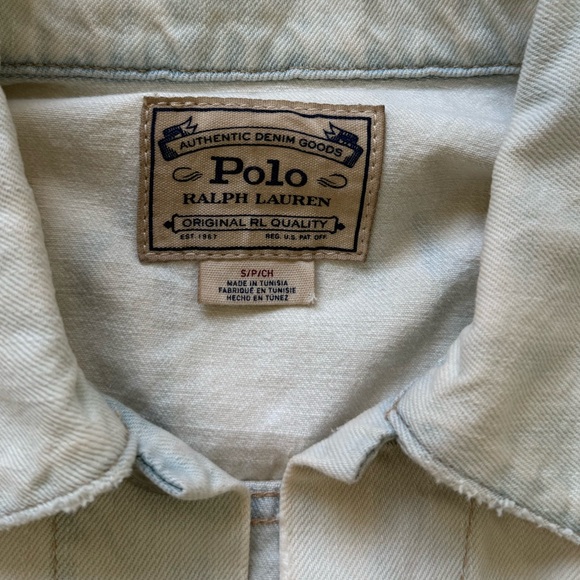 AUTHENTIC DENIM GOODS
Polo
RALPH LAUREN
ORIGINAL RL QUALITY
EST. 1967 REG. U.S. PAT. OFF
S/P/CH
MADE IN TUNISIA
FABRIQUÉ EN TUNISIE
HECHO EN TÚNEZ